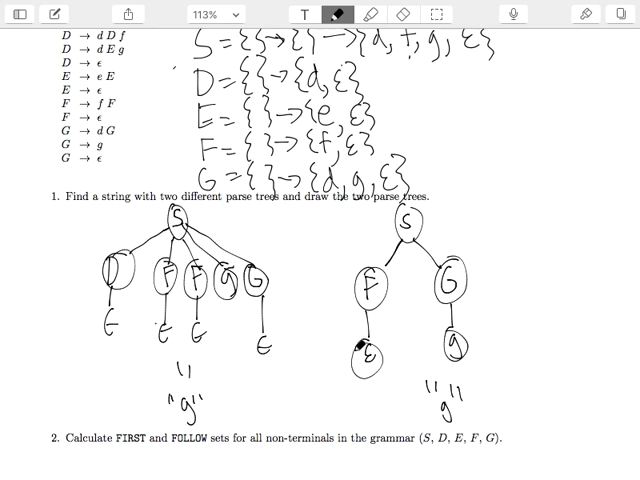 113%
D → d D f
D → d E g
D → ϵ
E → e E
E → ϵ
F → f F
F → ϵ
G → d G
G → g
G → ϵ
S = { } → { } → {d, f, g, ε}
D = { } → {d, ε}
E = { } → {e, ε}
F = { } → {f, ε}
G = { } → {d, g, ε}
1. Find a string with two different parse trees and draw the two parse trees.
S S
D F F g G F G
ε ε ε ε ε g
"g" "g"
2. Calculate FIRST and FOLLOW sets for all non-terminals in the grammar (S, D, E, F, G).